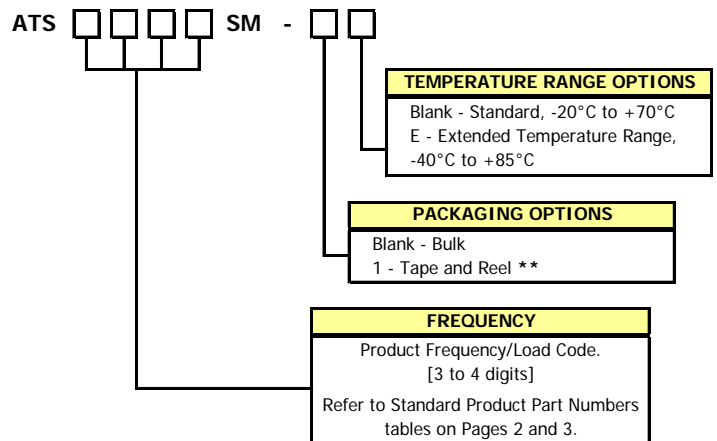 ATS SM -
TEMPERATURE RANGE OPTIONS
Blank - Standard, -20°C to +70°C
E - Extended Temperature Range,
-40°C to +85°C
PACKAGING OPTIONS
Blank - Bulk
1 - Tape and Reel **
FREQUENCY
Product Frequency/Load Code.
[3 to 4 digits]
Refer to Standard Product Part Numbers
tables on Pages 2 and 3.